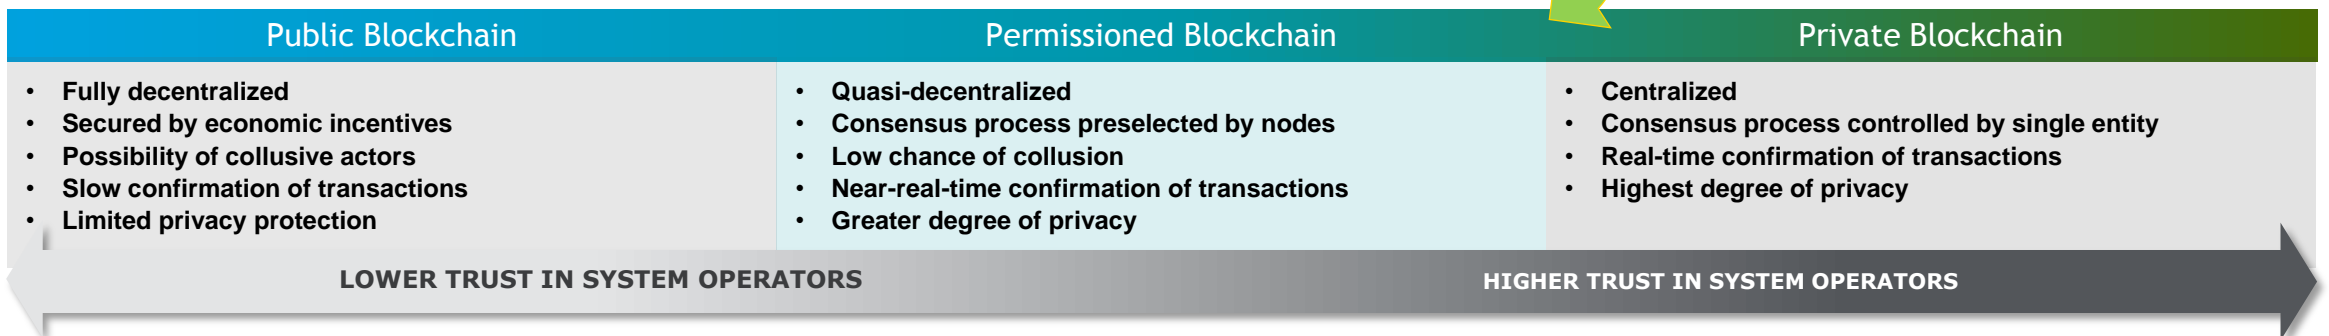 Public Blockchain
Permissioned Blockchain
Private Blockchain
• Fully decentralized
• Secured by economic incentives
• Possibility of collusive actors
• Slow confirmation of transactions
• Limited privacy protection
• Quasi-decentralized
• Consensus process preselected by nodes
• Low chance of collusion
• Near-real-time confirmation of transactions
• Greater degree of privacy
• Centralized
• Consensus process controlled by single entity
• Real-time confirmation of transactions
• Highest degree of privacy
LOWER TRUST IN SYSTEM OPERATORS
HIGHER TRUST IN SYSTEM OPERATORS